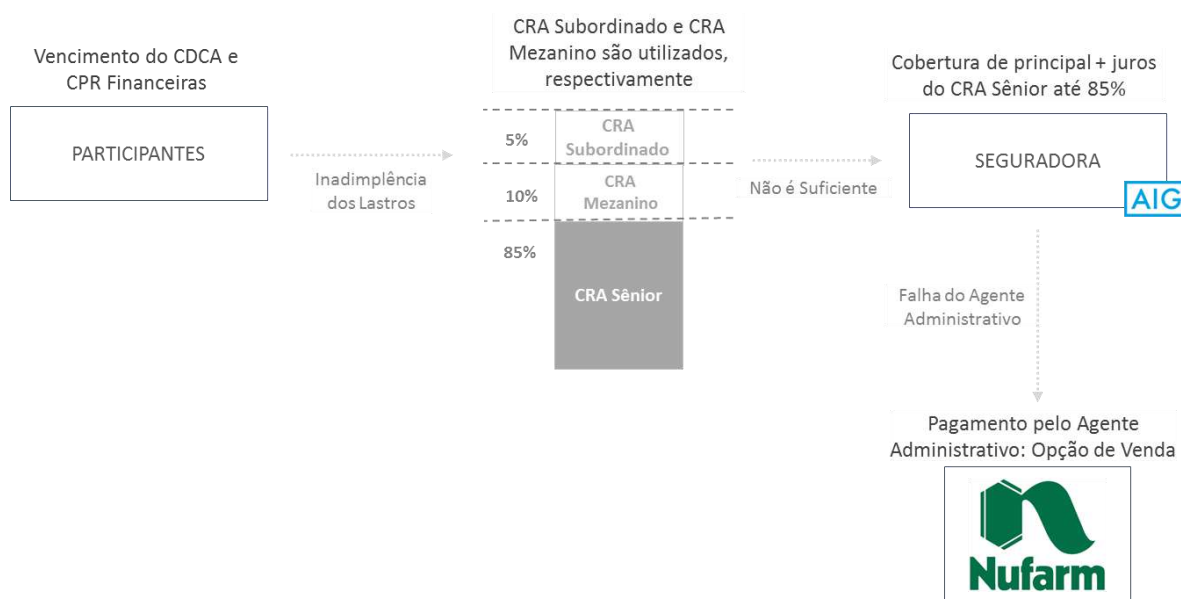 Vencimento do CDCA e
CPR Financeiras
PARTICIPANTES
Inadimplência
dos Lastros
CRA Subordinado e CRA
Mezanino são utilizados,
respectivamente
5%
CRA
Subordinado
10%
CRA
Mezanino
85%
CRA Sênior
Não é Suficiente
Cobertura de principal + juros
do CRA Sênior até 85%
SEGURADORA
AIG
Falha do Agente
Administrativo
Pagamento pelo Agente
Administrativo: Opção de Venda
Nufarm